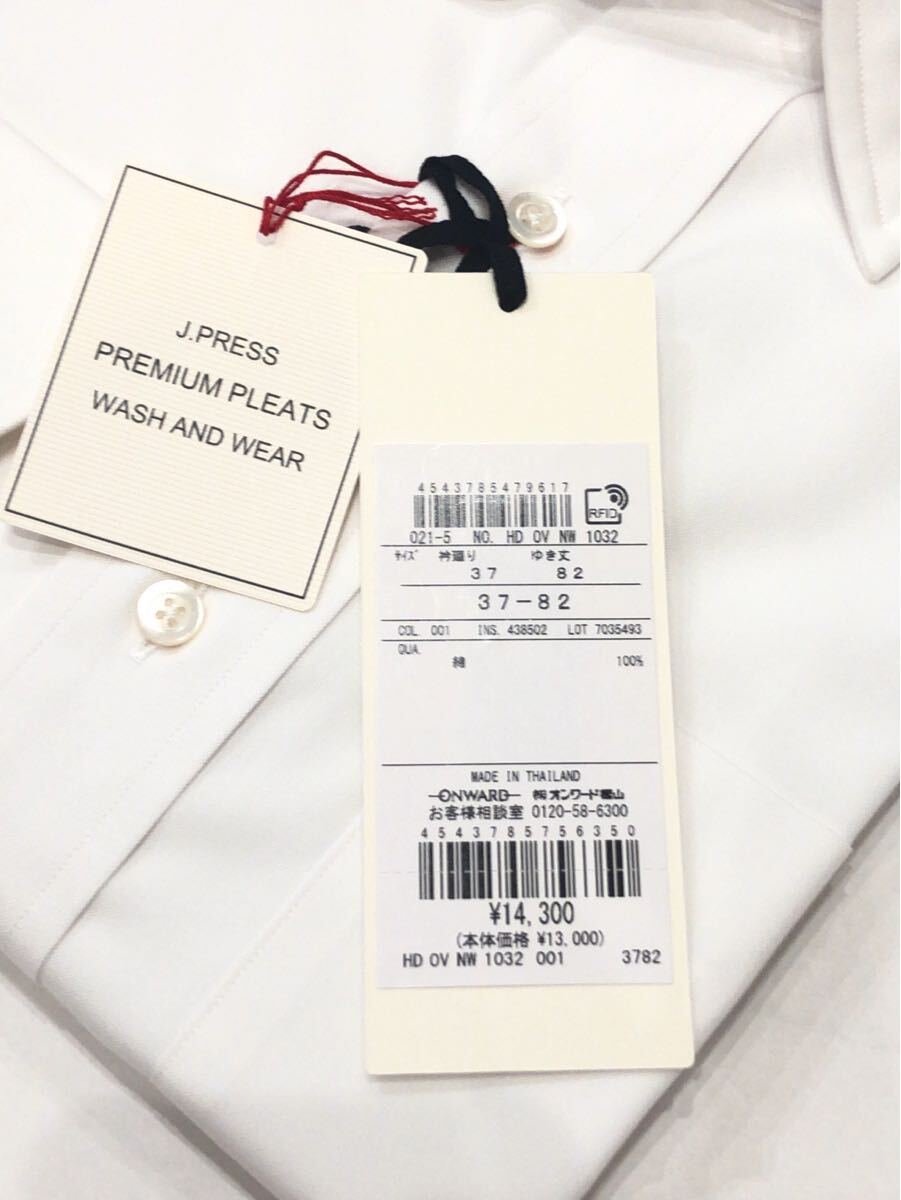 J.PRESS
PREMIUM PLEATS
WASH AND WEAR
4543785479617
RFID
021-5 NO. HD OV NW 1032
ｻｲｽﾞ 衿廻り ゆき丈
37 82
37-82
COL. 001 INS. 438502 LOT 7035493
QUA.
綿 100%
MADE IN THAILAND
ONWARD ㈱オンワード樫山
お客様相談室 0120-58-6300
4543785756350
¥14,300
(本体価格 ¥13,000)
HD OV NW 1032 001 3782